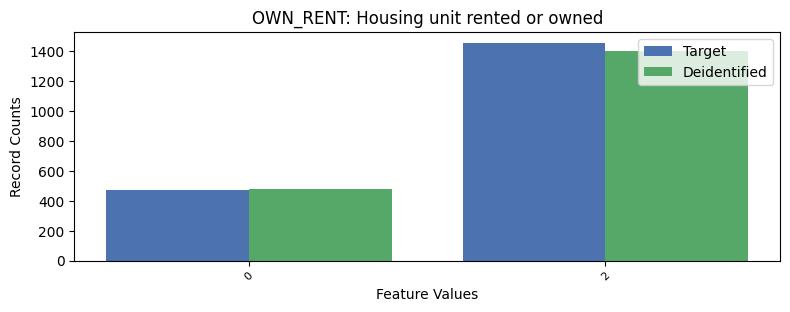 OWN_RENT: Housing unit rented or owned
Record Counts
1400
1200
1000
800
600
400
200
0
Target
Deidentified
0
2
Feature Values